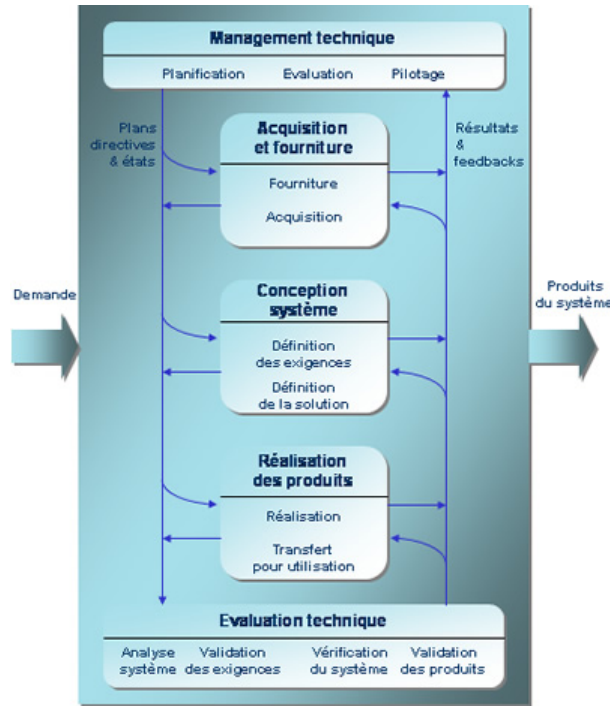 Management technique
Planification Evaluation Pilotage
Plans
directives
& états
Acquisition
et fourniture
Fourniture
Acquisition
Résultats
&
feedbacks
Demande
Conception
système
Définition
des exigences
Définition
de la solution
Produits
du système
Réalisation
des produits
Réalisation
Transfert
pour utilisation
Evaluation technique
Analyse Validation Vérification Validation
système des exigences du système des produits